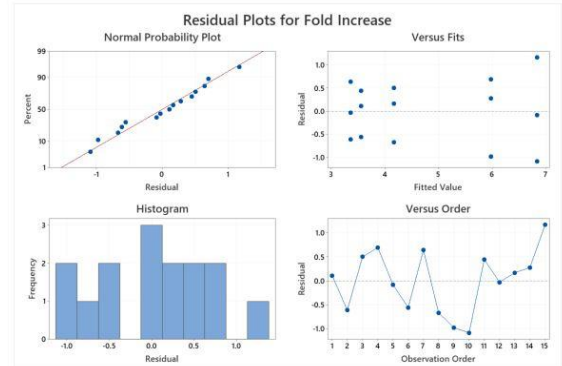 Residual Plots for Fold Increase
Normal Probability Plot
99
90
50
10
1
Percent
-1
0
1
Residual
Versus Fits
1.0
0.5
0.0
-0.5
-1.0
Residual
3
4
5
6
7
Fitted Value
Histogram
3
2
1
0
Frequency
-1.0
-0.5
0.0
0.5
1.0
Residual
Versus Order
1.0
0.5
0.0
-0.5
-1.0
Residual
1 2 3 4 5 6 7 8 9 10 11 12 13 14 15
Observation Order